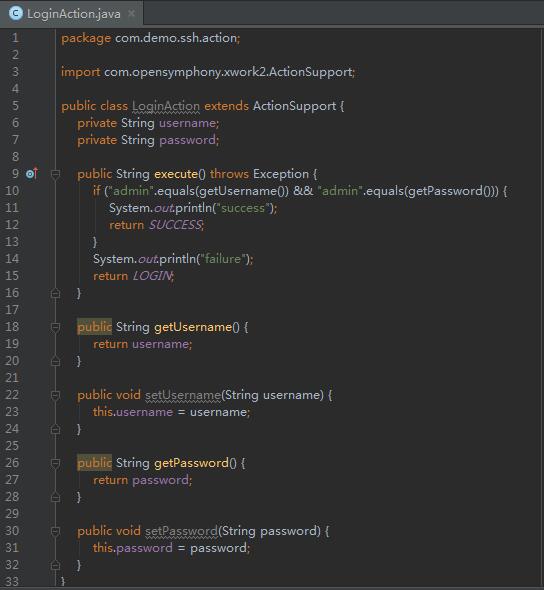 LoginAction.java
1 package com.demo.ssh.action;
2
3 import com.opensymphony.xwork2.ActionSupport;
4
5 public class LoginAction extends ActionSupport {
6 private String username;
7 private String password;
8
9 public String execute() throws Exception {
10 if ("admin".equals(getUsername()) && "admin".equals(getPassword())) {
11 System.out.println("success");
12 return SUCCESS;
13 }
14 System.out.println("failure");
15 return LOGIN;
16 }
17
18 public String getUsername() {
19 return username;
20 }
21
22 public void setUsername(String username) {
23 this.username = username;
24 }
25
26 public String getPassword() {
27 return password;
28 }
29
30 public void setPassword(String password) {
31 this.password = password;
32 }
33 }